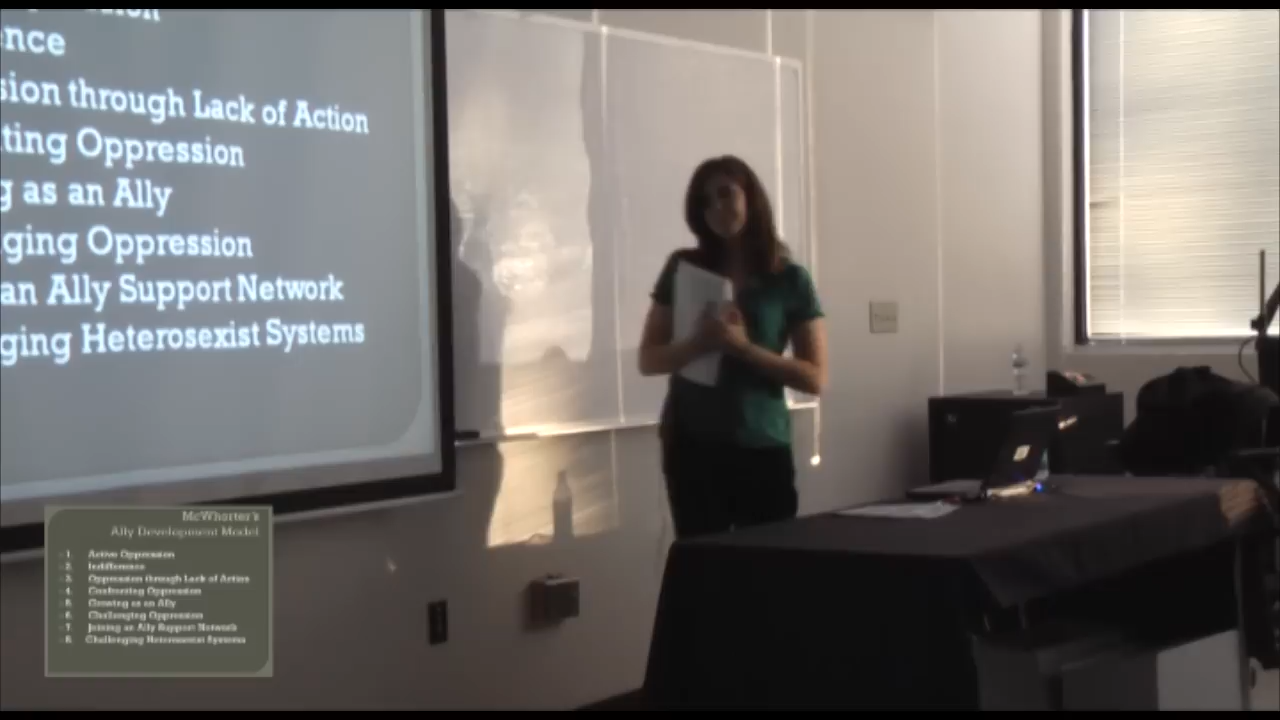 ence
sion through Lack of Action
ting Oppression
g as an Ally
ging Oppression
an Ally Support Network
ging Heterosexist Systems
McWhorter's
Ally Development Model
1. Active Oppression
2. Indifference
3. Oppression through Lack of Action
4. Confronting Oppression
5. Growing as an Ally
6. Challenging Oppression
7. Joining an Ally Support Network
8. Challenging Heterosexist Systems